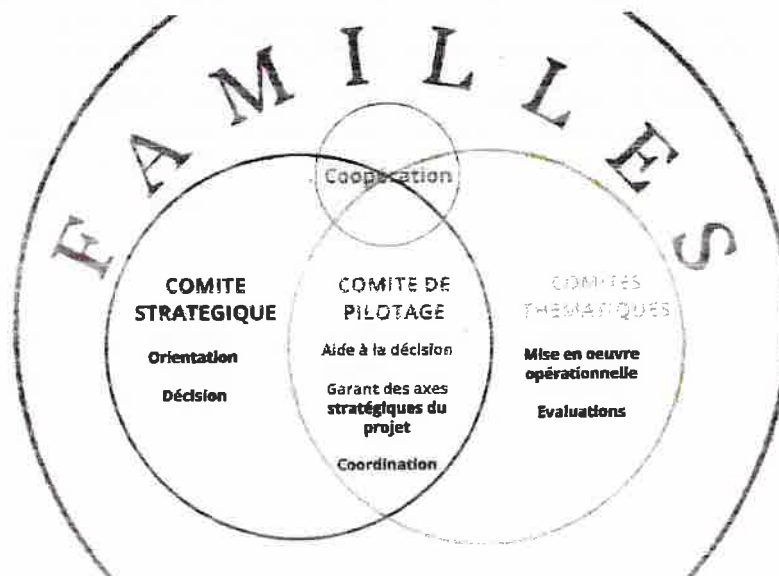 FAMILLES
Coopération
COMITE
STRATEGIQUE
Orientation
Décision
COMITE DE
PILOTAGE
Aide à la décision
Garant des axes
stratégiques du
projet
Coordination
COMITES
THEMATIQUES
Mise en oeuvre
opérationnelle
Evaluations